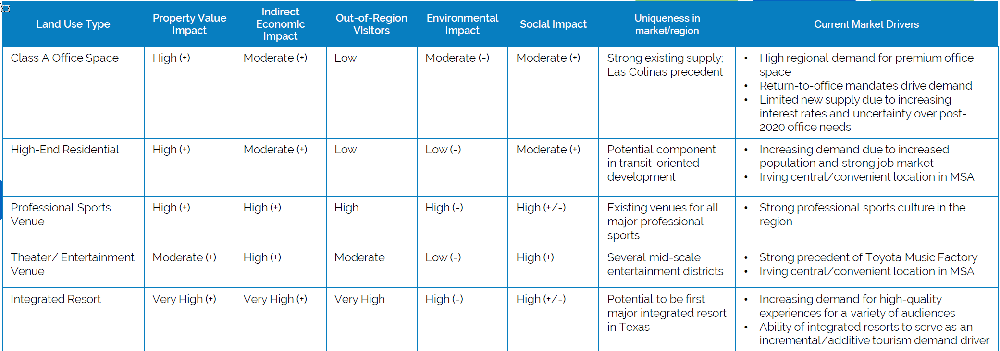 Land Use Type
Property Value
Impact
Indirect
Economic
Impact
Out-of-Region
Visitors
Environmental
Impact
Social Impact
Uniqueness in
market/region
Current Market Drivers
Class A Office Space
High (+)
Moderate (+)
Low
Moderate (-)
Moderate (+)
Strong existing supply;
Las Colinas precedent
• High regional demand for premium office
space
• Return-to-office mandates drive demand
• Limited new supply due to increasing
interest rates and uncertainty over post-
2020 office needs
High-End Residential
High (+)
Moderate (+)
Low
Low (-)
Moderate (+)
Potential component
in transit-oriented
development
• Increasing demand due to increased
population and strong job market
• Irving central/convenient location in MSA
Professional Sports
Venue
High (+)
High (+)
High
High (-)
High (+/-)
Existing venues for all
major professional
sports
• Strong professional sports culture in the
region
Theater/ Entertainment
Venue
Moderate (+)
High (+)
Moderate
Low (-)
High (+)
Several mid-scale
entertainment districts
• Strong precedent of Toyota Music Factory
• Irving central/convenient location in MSA
Integrated Resort
Very High (+)
Very High (+)
Very High
High (-)
High (+/-)
Potential to be first
major integrated resort
in Texas
• Increasing demand for high-quality
experiences for a variety of audiences
• Ability of integrated resorts to serve as an
incremental/additive tourism demand driver